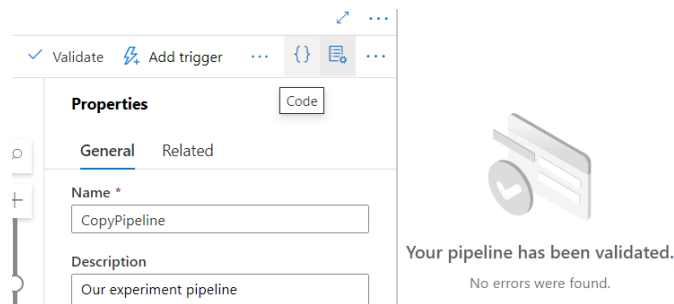 Validate Add trigger ... {} ...
Code
Properties
General Related
Name *
CopyPipeline
Description
Our experiment pipeline
Your pipeline has been validated.
No errors were found.